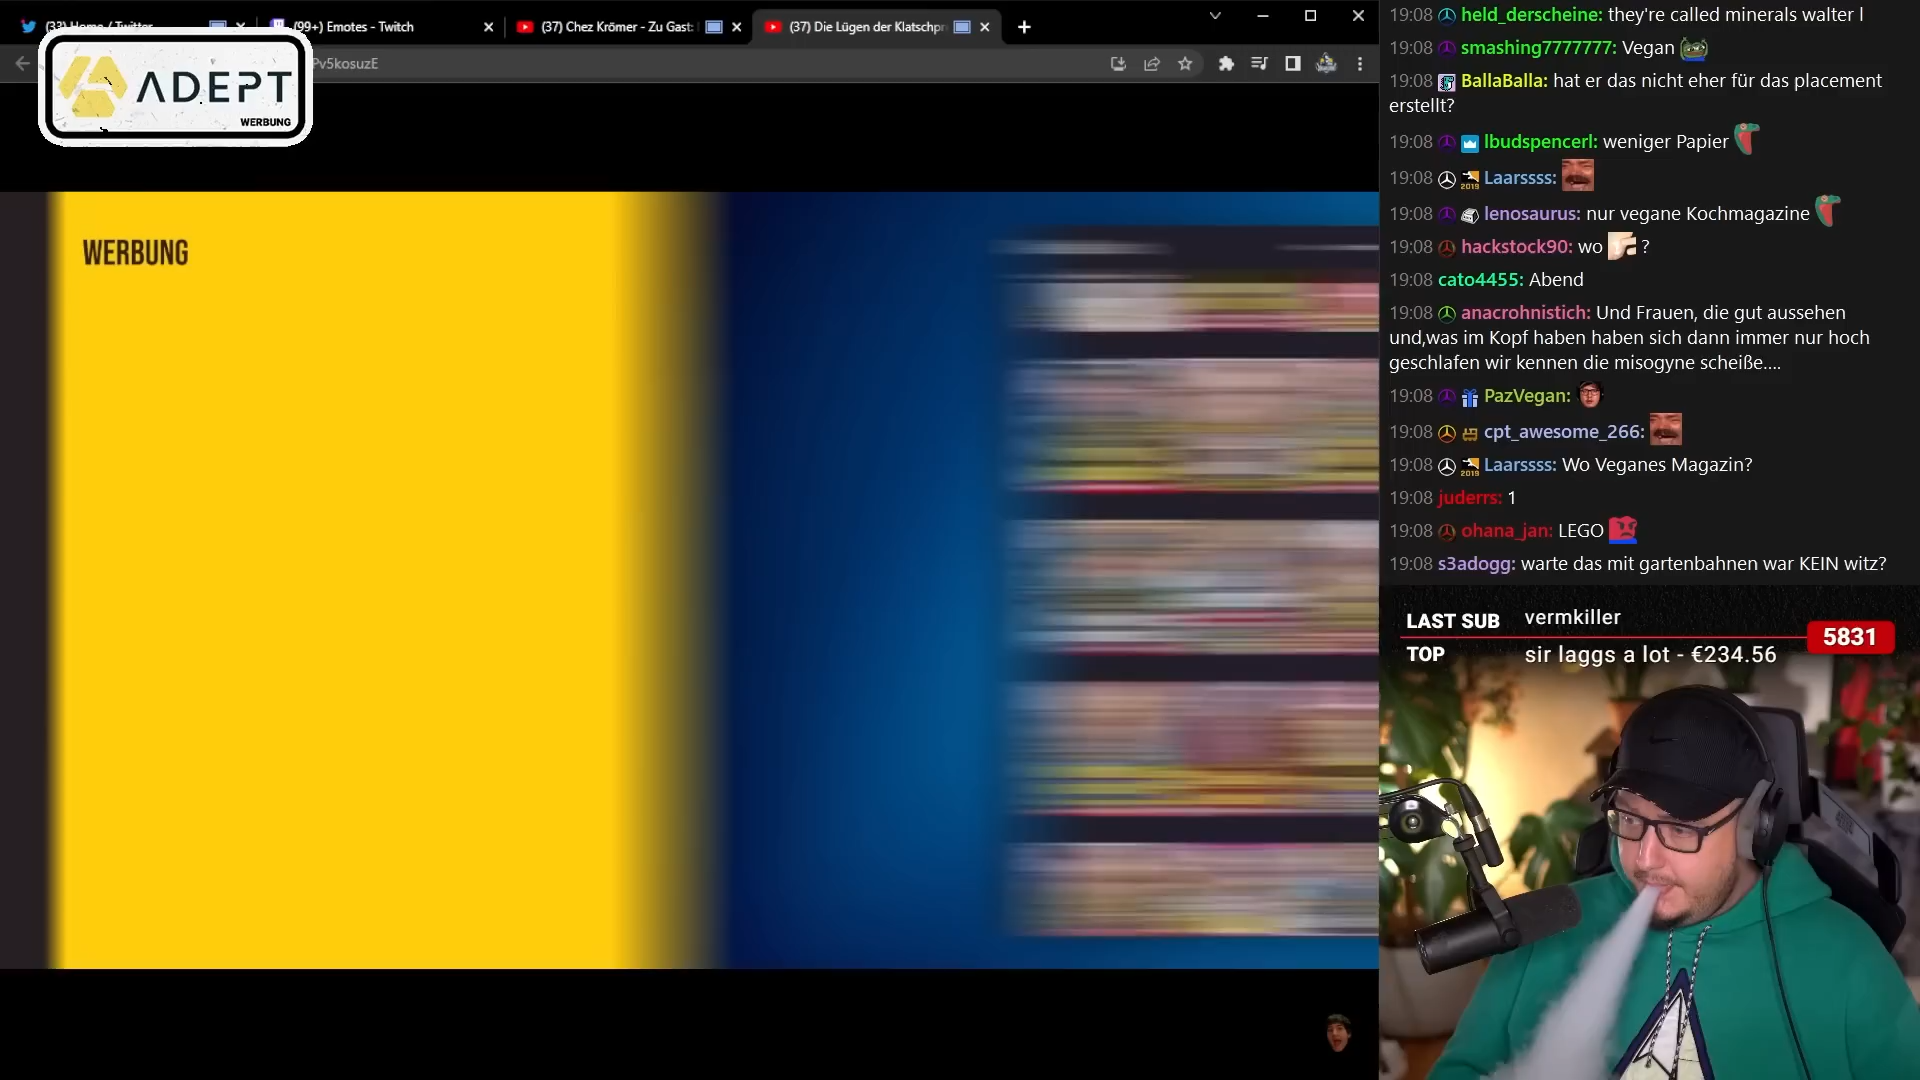 (33) Home / Twitter
(99+) Emotes - Twitch
(37) Chez Krömer - Zu Gast:
(37) Die Lügen der Klatschpr
Pv5kosuzE
ADEPT
WERBUNG
WERBUNG
19:08 held_derscheine: they're called minerals walter l
19:08 smashing7777777: Vegan
19:08 BallaBalla: hat er das nicht eher für das placement
erstellt?
19:08 lbudspencerl: weniger Papier
19:08 2019 Laarssss:
19:08 lenosaurus: nur vegane Kochmagazine
19:08 hackstock90: wo ?
19:08 cato4455: Abend
19:08 anacrohnistich: Und Frauen, die gut aussehen
und,was im Kopf haben haben sich dann immer nur hoch
geschlafen wir kennen die misogyne scheiße....
19:08 PazVegan:
19:08 cpt_awesome_266:
19:08 2019 Laarssss: Wo Veganes Magazin?
19:08 juderrs: 1
19:08 ohana_jan: LEGO
19:08 s3adogg: warte das mit gartenbahnen war KEIN witz?
LAST SUB vermkiller
5831
TOP sir laggs a lot - €234.56